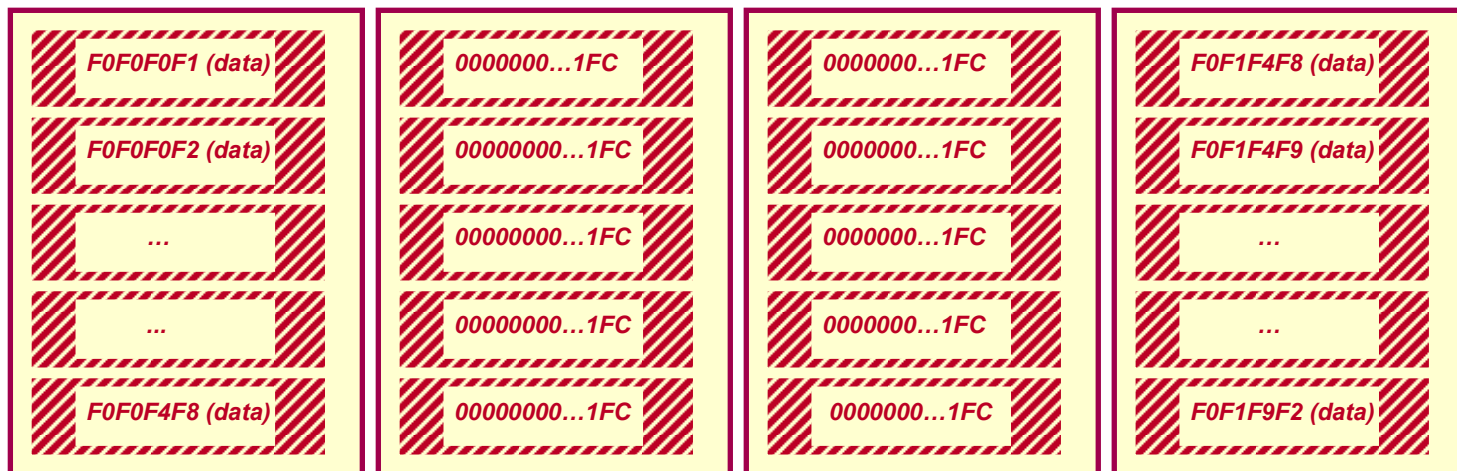 F0F0F0F1 (data)
F0F0F0F2 (data)
…
...
F0F0F4F8 (data)
0000000…1FC
00000000…1FC
00000000…1FC
00000000…1FC
00000000…1FC
0000000…1FC
0000000…1FC
0000000…1FC
0000000…1FC
0000000…1FC
F0F1F4F8 (data)
F0F1F4F9 (data)
…
…
F0F1F9F2 (data)